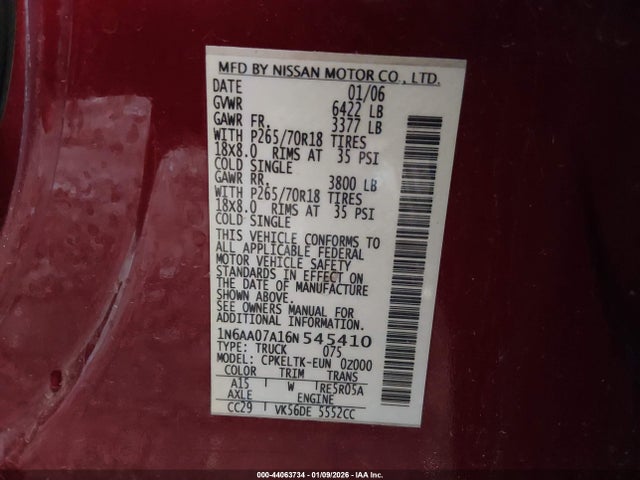 MFD BY NISSAN MOTOR CO., LTD.
DATE 01/06
GVWR 6422 LB
GAWR FR. 3377 LB
WITH P265/70R18 TIRES
18X8.0 RIMS AT 35 PSI
COLD SINGLE
GAWR RR. 3800 LB
WITH P265/70R18 TIRES
18X8.0 RIMS AT 35 PSI
COLD SINGLE
THIS VEHICLE CONFORMS TO
ALL APPLICABLE FEDERAL
MOTOR VEHICLE SAFETY
STANDARDS IN EFFECT ON
THE DATE OF MANUFACTURE
SHOWN ABOVE.
SEE OWNERS MANUAL FOR
ADDITIONAL INFORMATION.
1N6AA07A16N545410
TYPE: TRUCK 075
MODEL: CPKELTK-EUN 0Z000
COLOR TRIM TRANS
A15 W RE5R05A
AXLE ENGINE
CC29 VK56DE 5552CC
000-44063734 - 01/09/2026 - IAA Inc.